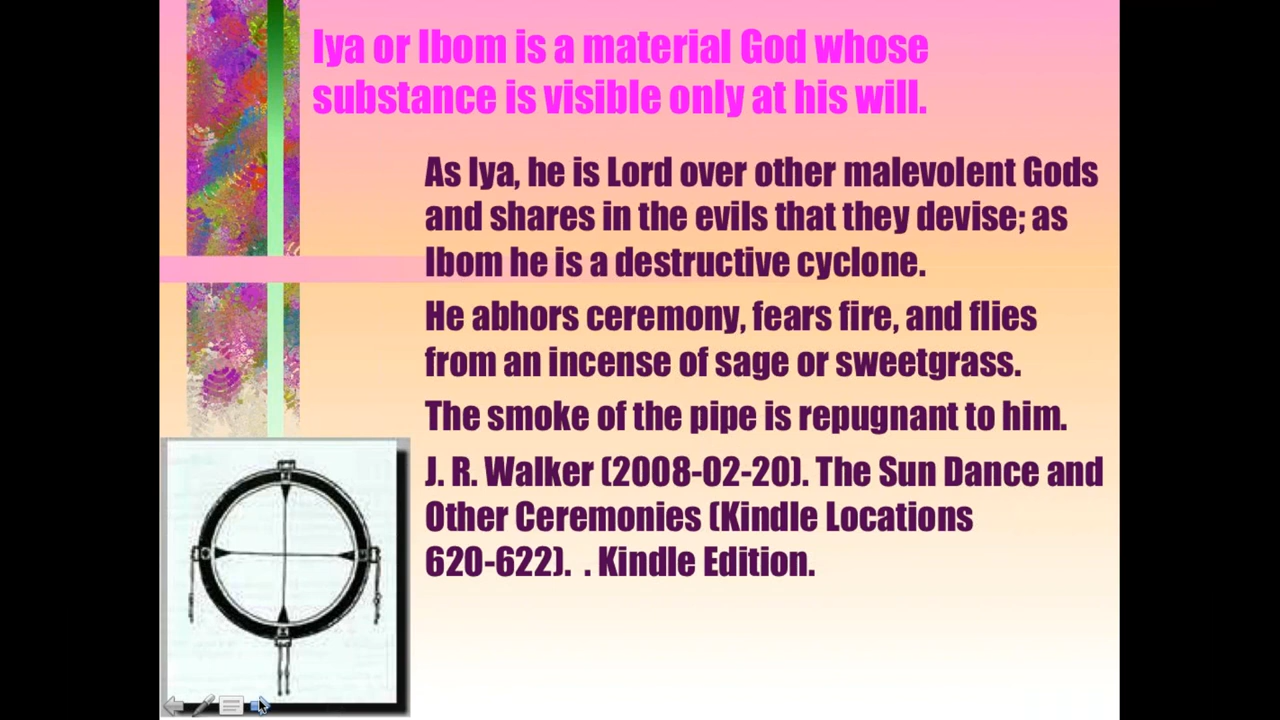 Iya or Ibom is a material God whose
substance is visible only at his will.
As Iya, he is Lord over other malevolent Gods
and shares in the evils that they devise; as
Ibom he is a destructive cyclone.
He abhors ceremony, fears fire, and flies
from an incense of sage or sweetgrass.
The smoke of the pipe is repugnant to him.
J. R. Walker (2008-02-20). The Sun Dance and
Other Ceremonies (Kindle Locations
620-622).  . Kindle Edition.